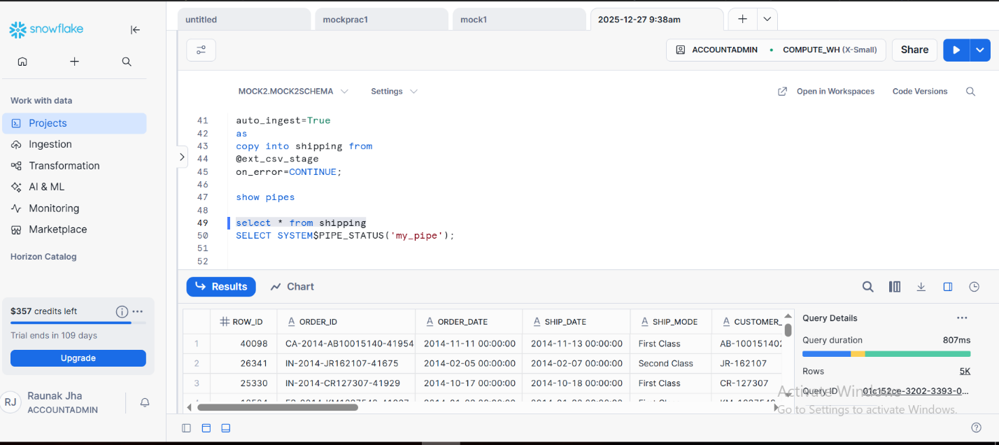 untitled
mockprac1
mock1
2025-12-27 9:38am
snowflake
ACCOUNTADMIN
COMPUTE_WH (X-Small)
Share
Work with data
Projects
Ingestion
Transformation
AI & ML
Monitoring
Marketplace
Horizon Catalog
$357 credits left
Trial ends in 109 days
Upgrade
RJ
Raunak Jha
ACCOUNTADMIN
MOCK2.MOCK2SCHEMA
Settings
Open in Workspaces
Code Versions
41 auto_ingest=True
42 as
43 copy into shipping from
44 @ext_csv_stage
45 on_error=CONTINUE;
46
47 show pipes
48
49 select * from shipping
50 SELECT SYSTEM$PIPE_STATUS('my_pipe');
51
52
Results
Chart
ROW_ID ORDER_ID ORDER_DATE SHIP_DATE SHIP_MODE CUSTOMER_
1 40098 CA-2014-AB10015140-41954 2014-11-11 00:00:00 2014-11-13 00:00:00 First Class AB-10015140
2 26341 IN-2014-JR162107-41675 2014-02-05 00:00:00 2014-02-07 00:00:00 Second Class JR-162107
3 25330 IN-2014-CR127307-41929 2014-10-17 00:00:00 2014-10-18 00:00:00 First Class CR-127307
Query Details
Query duration 807ms
Rows 5K
Query ID 01c152ce-3202-3393-0...
Activate Windows
Go to Settings to activate Windows.